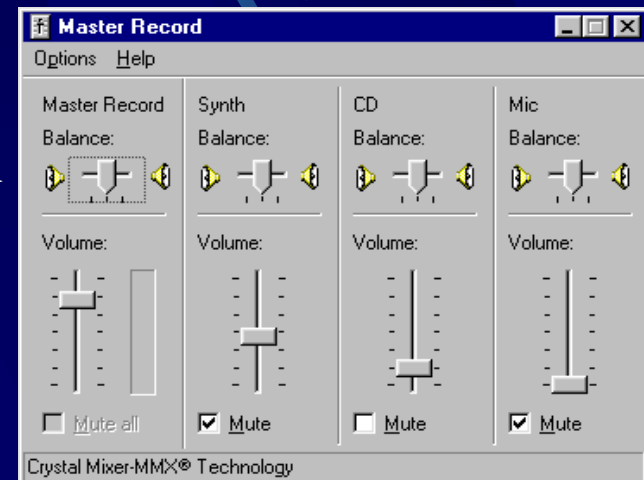 Master Record
Options Help
Master Record Synth CD Mic
Balance: Balance: Balance: Balance:
Volume: Volume: Volume: Volume:
Mute all Mute Mute Mute
Crystal Mixer-MMX® Technology